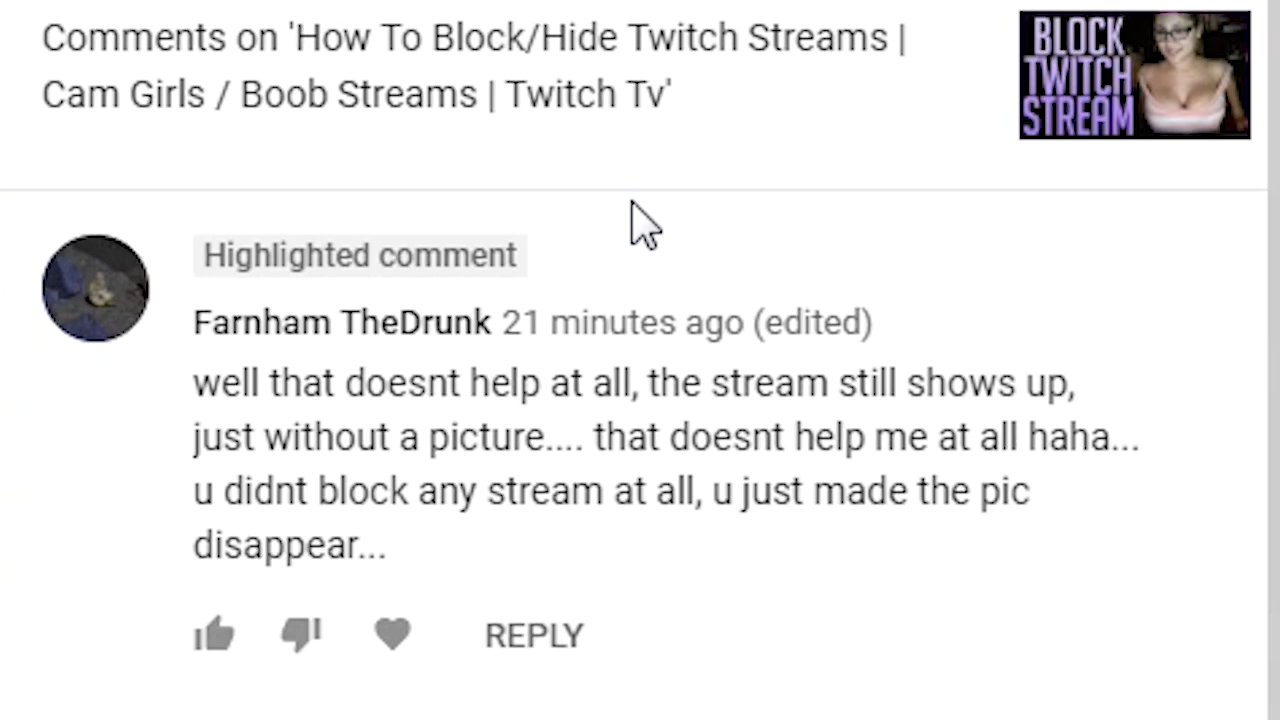 Comments on 'How To Block/Hide Twitch Streams |
Cam Girls / Boob Streams | Twitch Tv'
BLOCK
TWITCH
STREAM
Highlighted comment
Farnham TheDrunk 21 minutes ago (edited)
well that doesnt help at all, the stream still shows up,
just without a picture.... that doesnt help me at all haha...
u didnt block any stream at all, u just made the pic
disappear...
REPLY